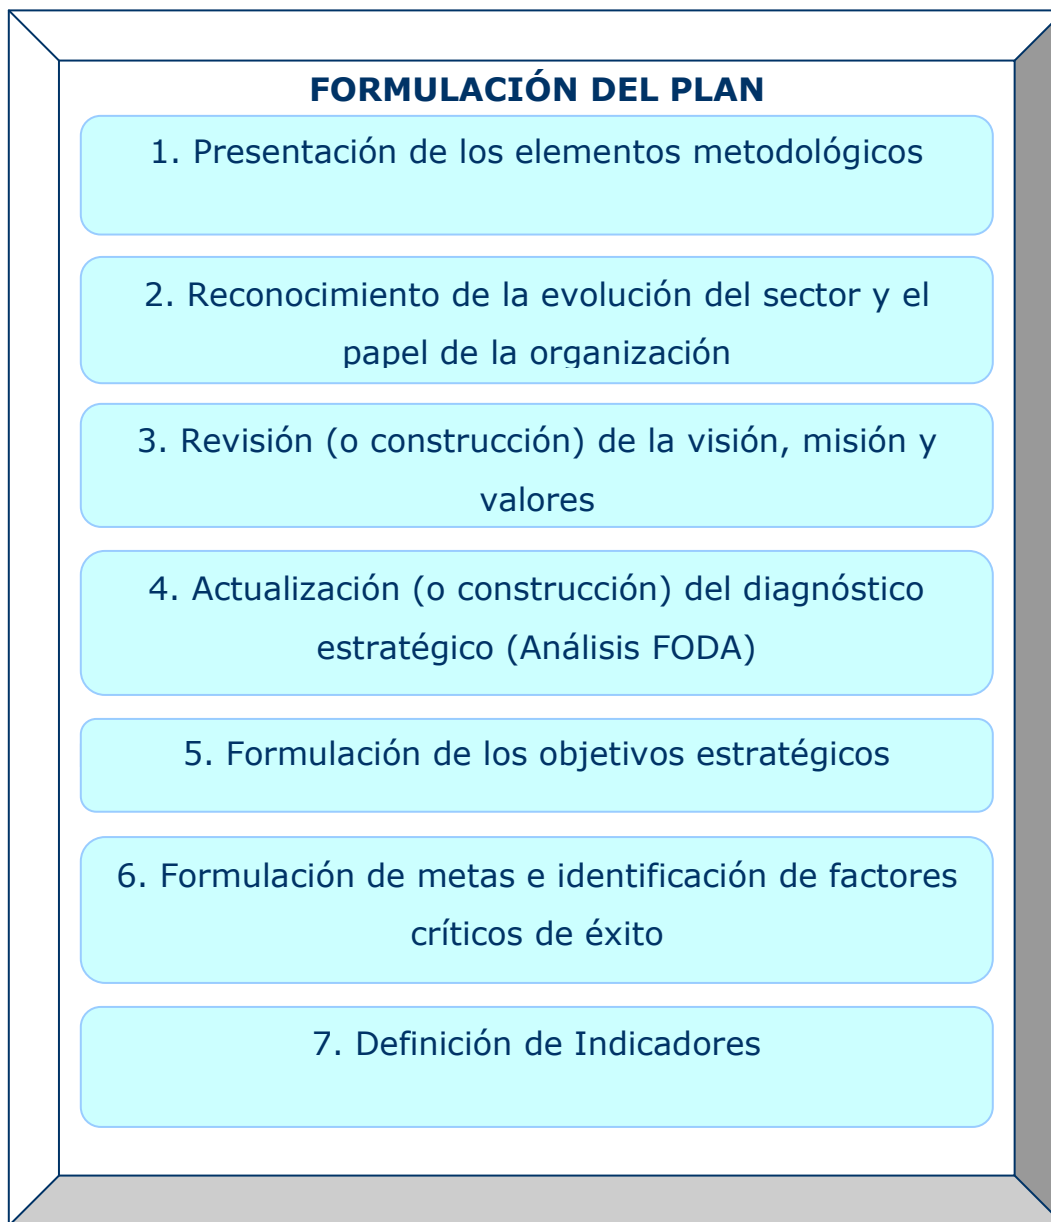 FORMULACIÓN DEL PLAN
1. Presentación de los elementos metodológicos
2. Reconocimiento de la evolución del sector y el
papel de la organización
3. Revisión (o construcción) de la visión, misión y
valores
4. Actualización (o construcción) del diagnóstico
estratégico (Análisis FODA)
5. Formulación de los objetivos estratégicos
6. Formulación de metas e identificación de factores
críticos de éxito
7. Definición de Indicadores